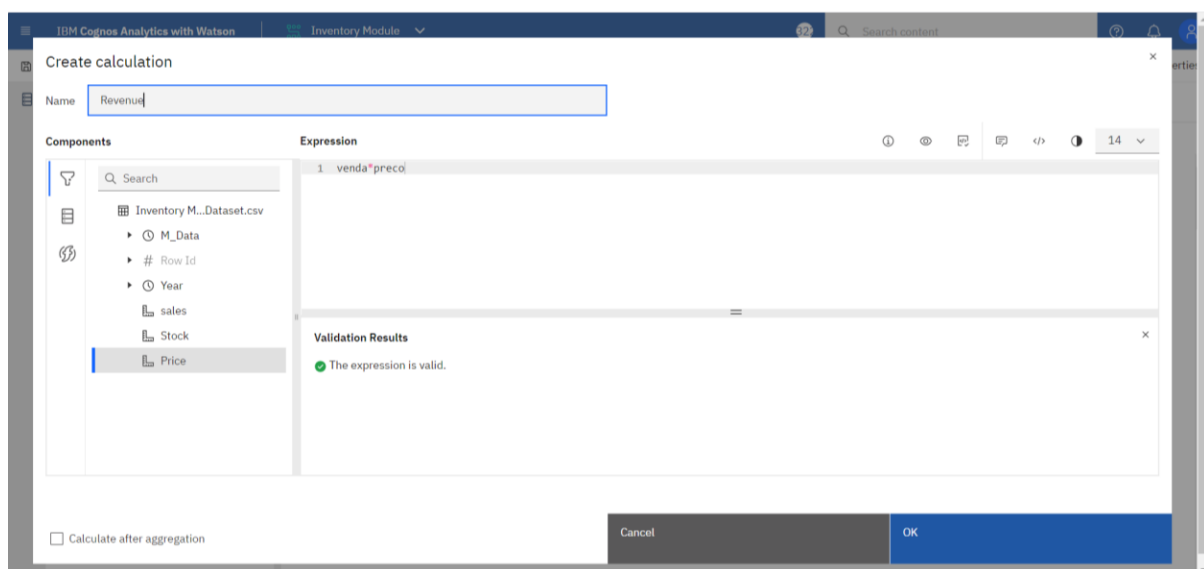 IBM Cognos Analytics with Watson
Inventory Module
32
Search content
Create calculation
erties
Name
Revenue
Components
Expression
14
Search
1 venda*preco
Inventory M...Dataset.csv
M_Data
# Row Id
Year
sales
Stock
Price
Validation Results
The expression is valid.
Calculate after aggregation
Cancel
OK